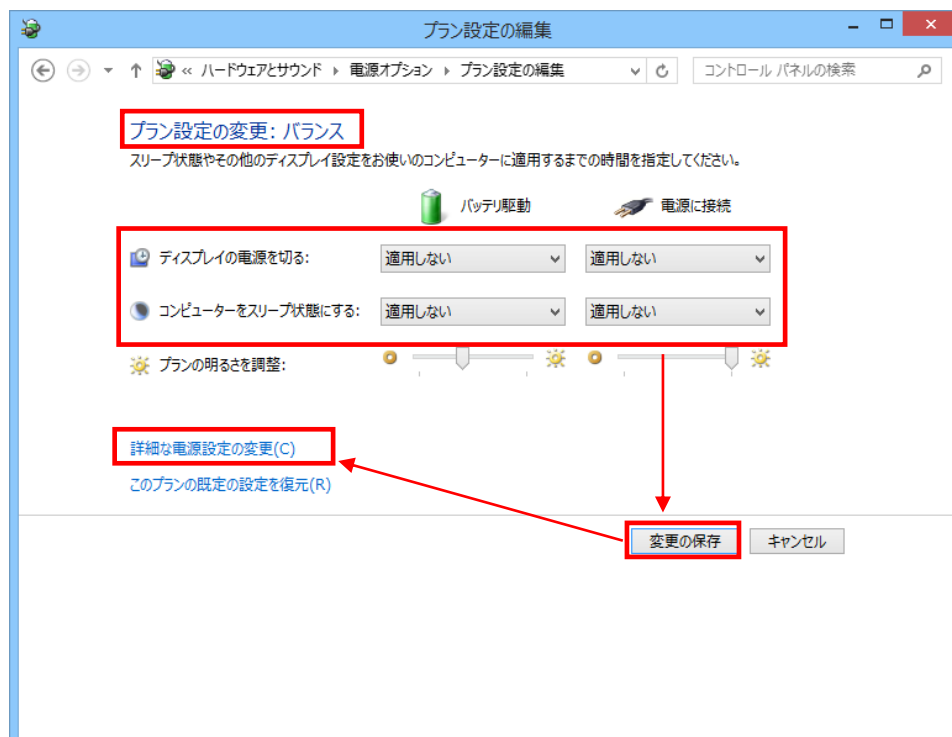 プラン設定の編集
« ハードウェアとサウンド 電源オプション プラン設定の編集 コントロール パネルの検索
プラン設定の変更: バランス
スリープ状態やその他のディスプレイ設定をお使いのコンピューターに適用するまでの時間を指定してください。
バッテリ駆動 電源に接続
ディスプレイの電源を切る: 適用しない 適用しない
コンピューターをスリープ状態にする: 適用しない 適用しない
プランの明るさを調整:
詳細な電源設定の変更(C)
このプランの既定の設定を復元(R)
変更の保存 キャンセル